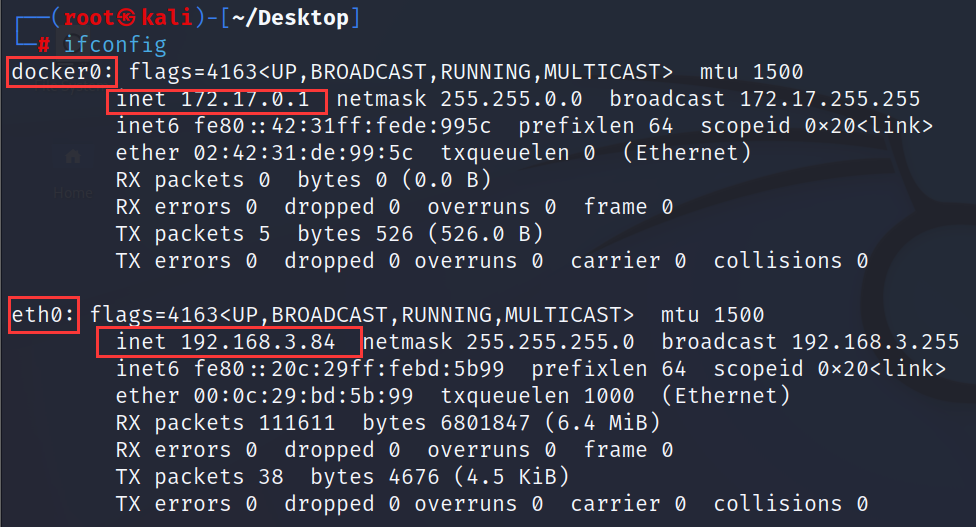 ┌──(root㉿kali)-[~/Desktop]
└─# ifconfig
docker0: flags=4163<UP,BROADCAST,RUNNING,MULTICAST>  mtu 1500
inet 172.17.0.1  netmask 255.255.0.0  broadcast 172.17.255.255
inet6 fe80::42:31ff:fede:995c  prefixlen 64  scopeid 0x20<link>
ether 02:42:31:de:99:5c  txqueuelen 0  (Ethernet)
RX packets 0  bytes 0 (0.0 B)
RX errors 0  dropped 0  overruns 0  frame 0
TX packets 5  bytes 526 (526.0 B)
TX errors 0  dropped 0 overruns 0  carrier 0  collisions 0
eth0: flags=4163<UP,BROADCAST,RUNNING,MULTICAST>  mtu 1500
inet 192.168.3.84  netmask 255.255.255.0  broadcast 192.168.3.255
inet6 fe80::20c:29ff:febd:5b99  prefixlen 64  scopeid 0x20<link>
ether 00:0c:29:bd:5b:99  txqueuelen 1000  (Ethernet)
RX packets 111611  bytes 6801847 (6.4 MiB)
RX errors 0  dropped 0  overruns 0  frame 0
TX packets 38  bytes 4676 (4.5 KiB)
TX errors 0  dropped 0 overruns 0  carrier 0  collisions 0
Home